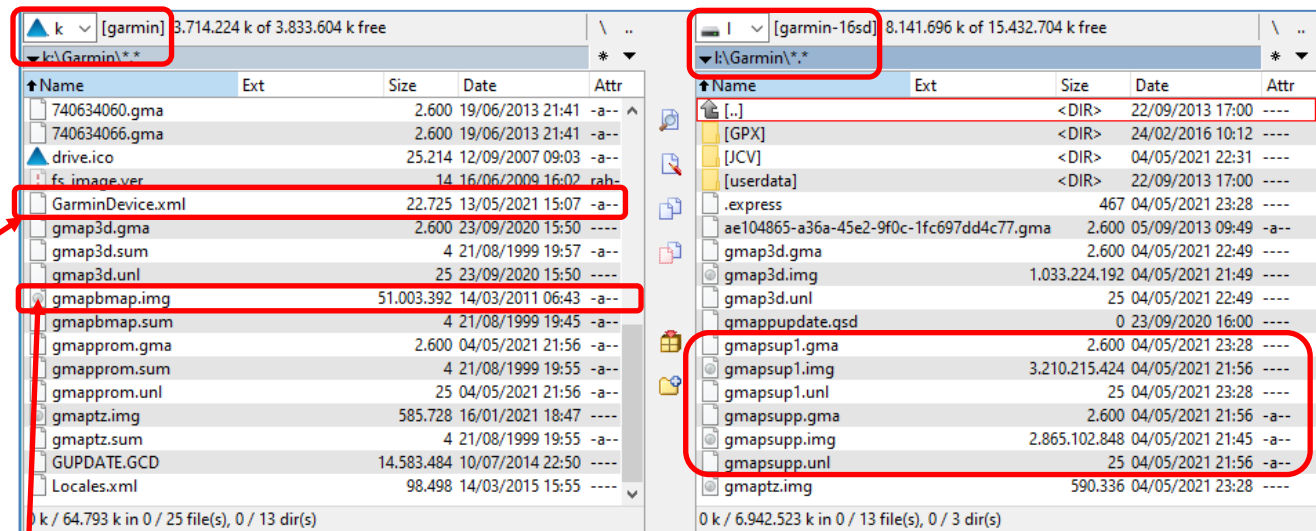 k [garmin] 3.714.224 k of 3.833.604 k free \ ..
k:\Garmin\*.* *
Name Ext Size Date Attr
740634060.gma 2.600 19/06/2013 21:41 -a--
740634066.gma 2.600 19/06/2013 21:41 -a--
drive.ico 25.214 12/09/2007 09:03 -a--
fs_image.ver 14 16/06/2009 16:02 rah-
GarminDevice.xml 22.725 13/05/2021 15:07 -a--
gmap3d.gma 2.600 23/09/2020 15:50 ----
gmap3d.sum 4 21/08/1999 19:57 -a--
gmap3d.unl 25 23/09/2020 15:50 ----
gmapbmap.img 51.003.392 14/03/2011 06:43 -a--
gmapbmap.sum 4 21/08/1999 19:45 -a--
gmapprom.gma 2.600 04/05/2021 21:56 -a--
gmapprom.sum 4 21/08/1999 19:55 -a--
gmapprom.unl 25 04/05/2021 21:56 -a--
gmaptz.img 585.728 16/01/2021 18:47 ----
gmaptz.sum 4 21/08/1999 19:55 -a--
GUPDATE.GCD 14.583.484 10/07/2014 22:50 ----
Locales.xml 98.498 14/03/2015 15:55 ----
0 k / 64.793 k in 0 / 25 file(s), 0 / 13 dir(s)
l [garmin-16sd] 8.141.696 k of 15.432.704 k free \ ..
l:\Garmin\*.* *
Name Ext Size Date Attr
[..] <DIR> 22/09/2013 17:00 ----
[GPX] <DIR> 24/02/2016 10:12 ----
[JCV] <DIR> 04/05/2021 22:31 ----
[userdata] <DIR> 22/09/2013 17:00 ----
.express 467 04/05/2021 23:28 ----
ae104865-a36a-45e2-9f0c-1fc697dd4c77.gma 2.600 05/09/2013 09:49 -a--
gmap3d.gma 2.600 04/05/2021 22:49 ----
gmap3d.img 1.033.224.192 04/05/2021 21:49 ----
gmap3d.unl 25 04/05/2021 22:49 ----
gmappupdate.gsd 0 23/09/2020 16:00 ----
gmapsup1.gma 2.600 04/05/2021 23:28 ----
gmapsup1.img 3.210.215.424 04/05/2021 21:56 ----
gmapsup1.unl 25 04/05/2021 23:28 ----
gmapsupp.gma 2.600 04/05/2021 21:56 -a--
gmapsupp.img 2.865.102.848 04/05/2021 21:45 -a--
gmapsupp.unl 25 04/05/2021 21:56 -a--
gmaptz.img 590.336 04/05/2021 23:28 ----
0 k / 6.942.523 k in 0 / 13 file(s), 0 / 3 dir(s)